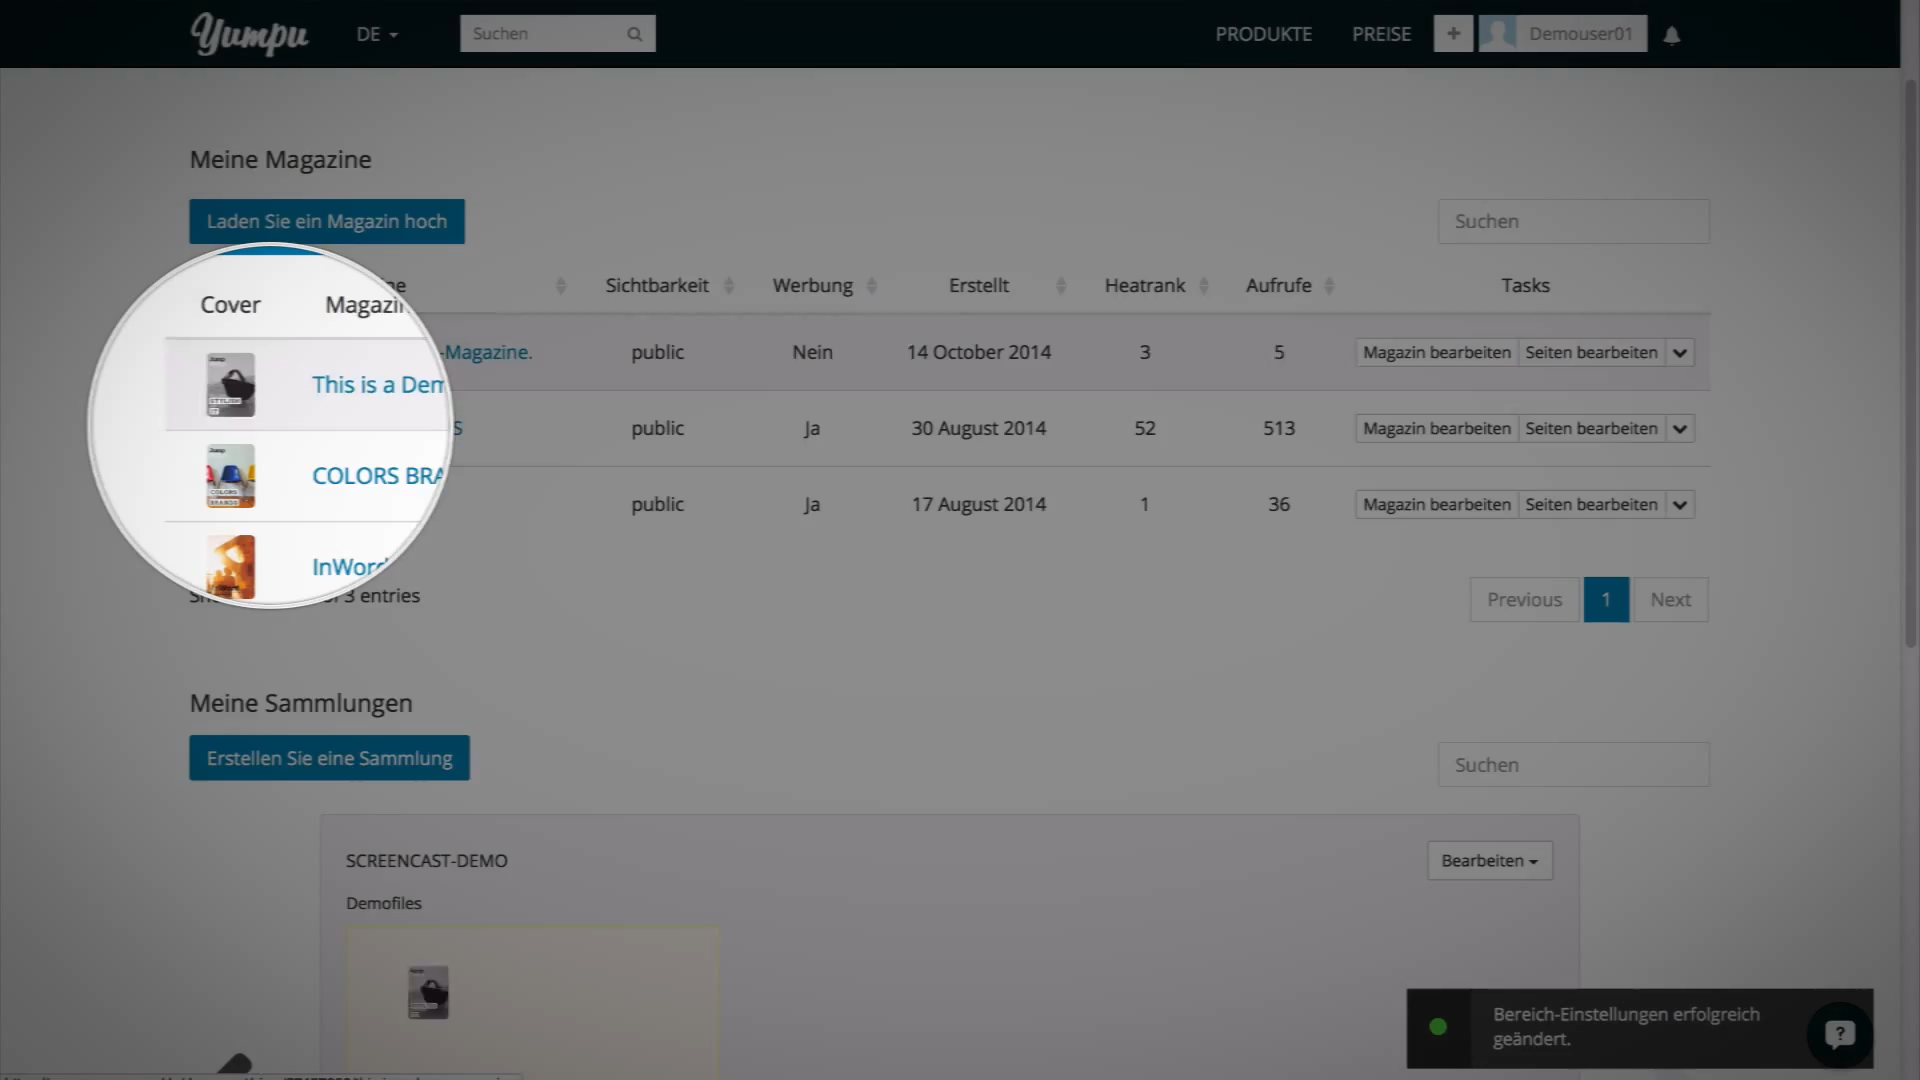 Yumpu DE Suchen PRODUKTE PREISE + Demouser01
Meine Magazine
Laden Sie ein Magazin hoch Suchen
Cover Magazin Sichtbarkeit Werbung Erstellt Heatrank Aufrufe Tasks
This is a Dem -Magazine. public Nein 14 October 2014 3 5 Magazin bearbeiten Seiten bearbeiten
COLORS BRA S public Ja 30 August 2014 52 513 Magazin bearbeiten Seiten bearbeiten
InWord public Ja 17 August 2014 1 36 Magazin bearbeiten Seiten bearbeiten
3 entries Previous 1 Next
Meine Sammlungen
Erstellen Sie eine Sammlung Suchen
SCREENCAST-DEMO Bearbeiten
Demofiles
Bereich-Einstellungen erfolgreich
geändert.